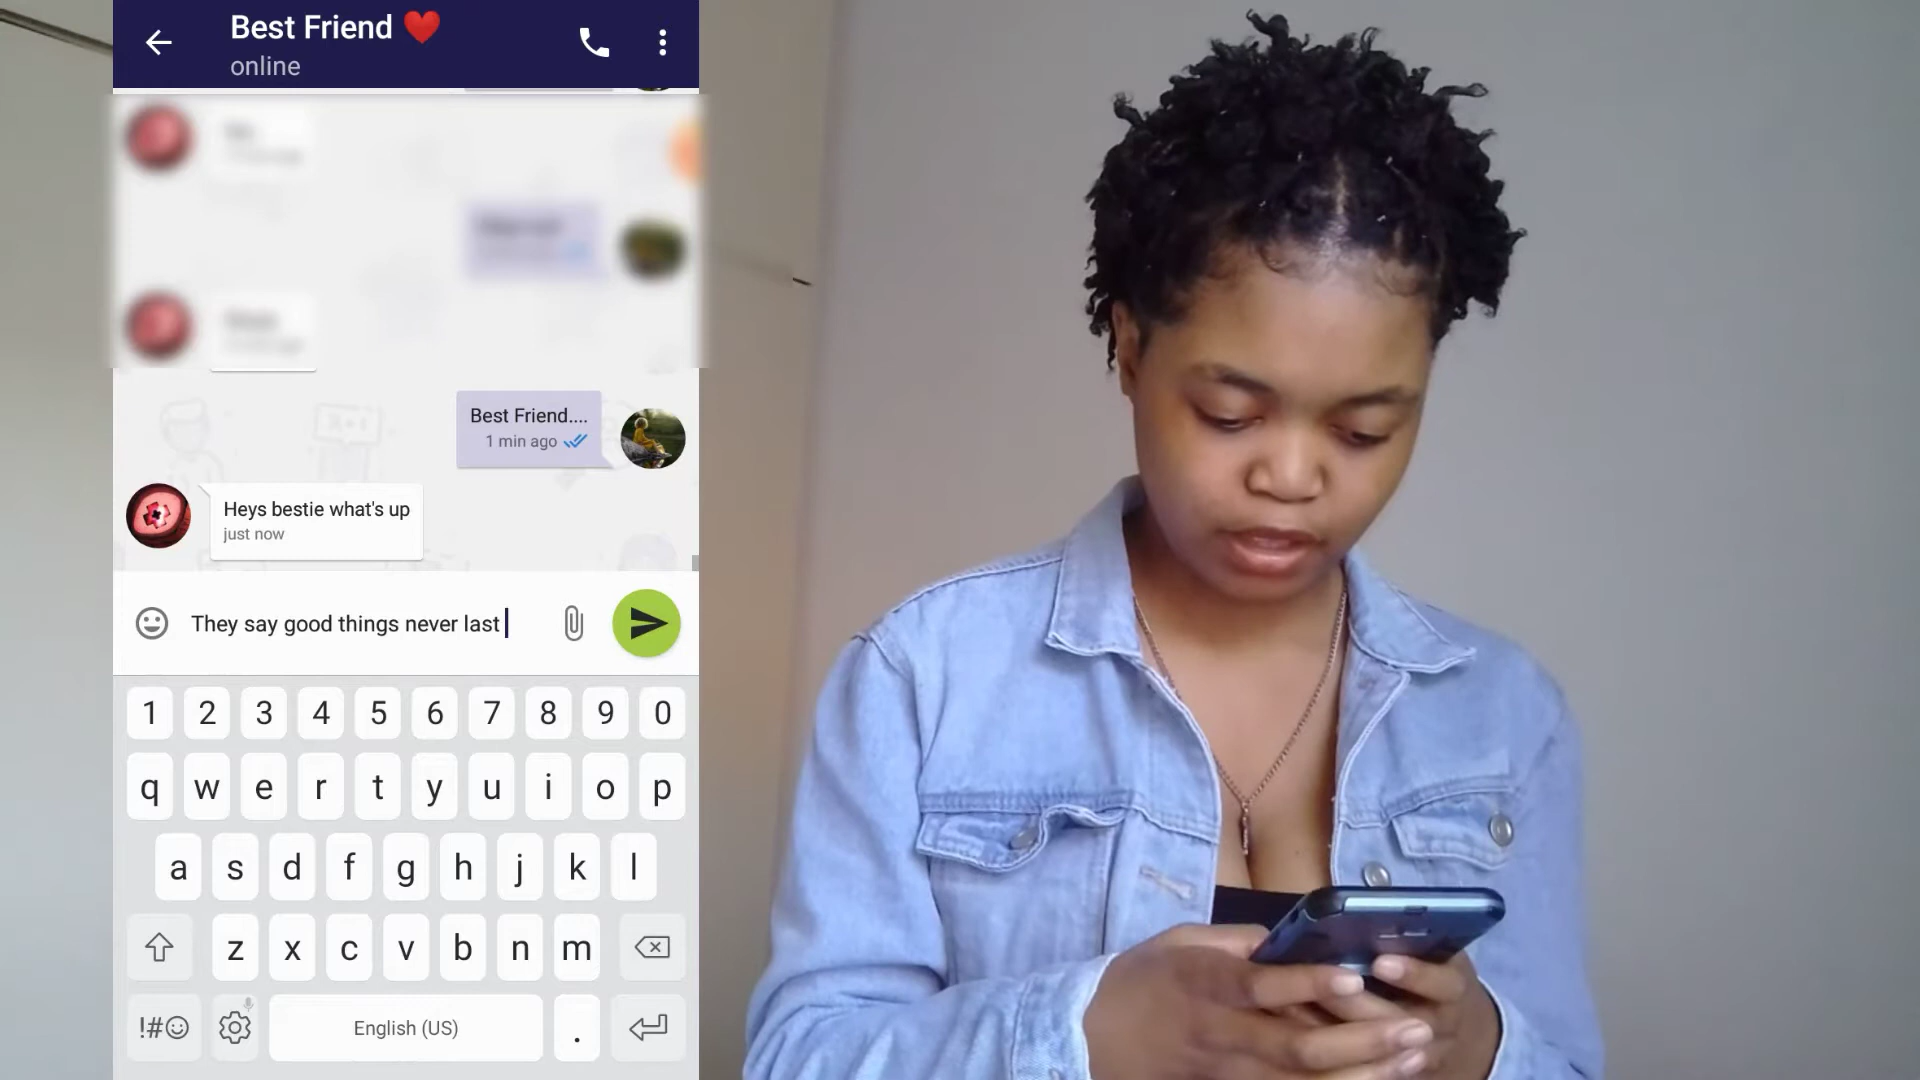 Best Friend ❤️
online
Best Friend....
1 min ago
Heys bestie what's up
just now
They say good things never last
1 2 3 4 5 6 7 8 9 0
q w e r t y u i o p
a s d f g h j k l
z x c v b n m
!#☺ English (US) .